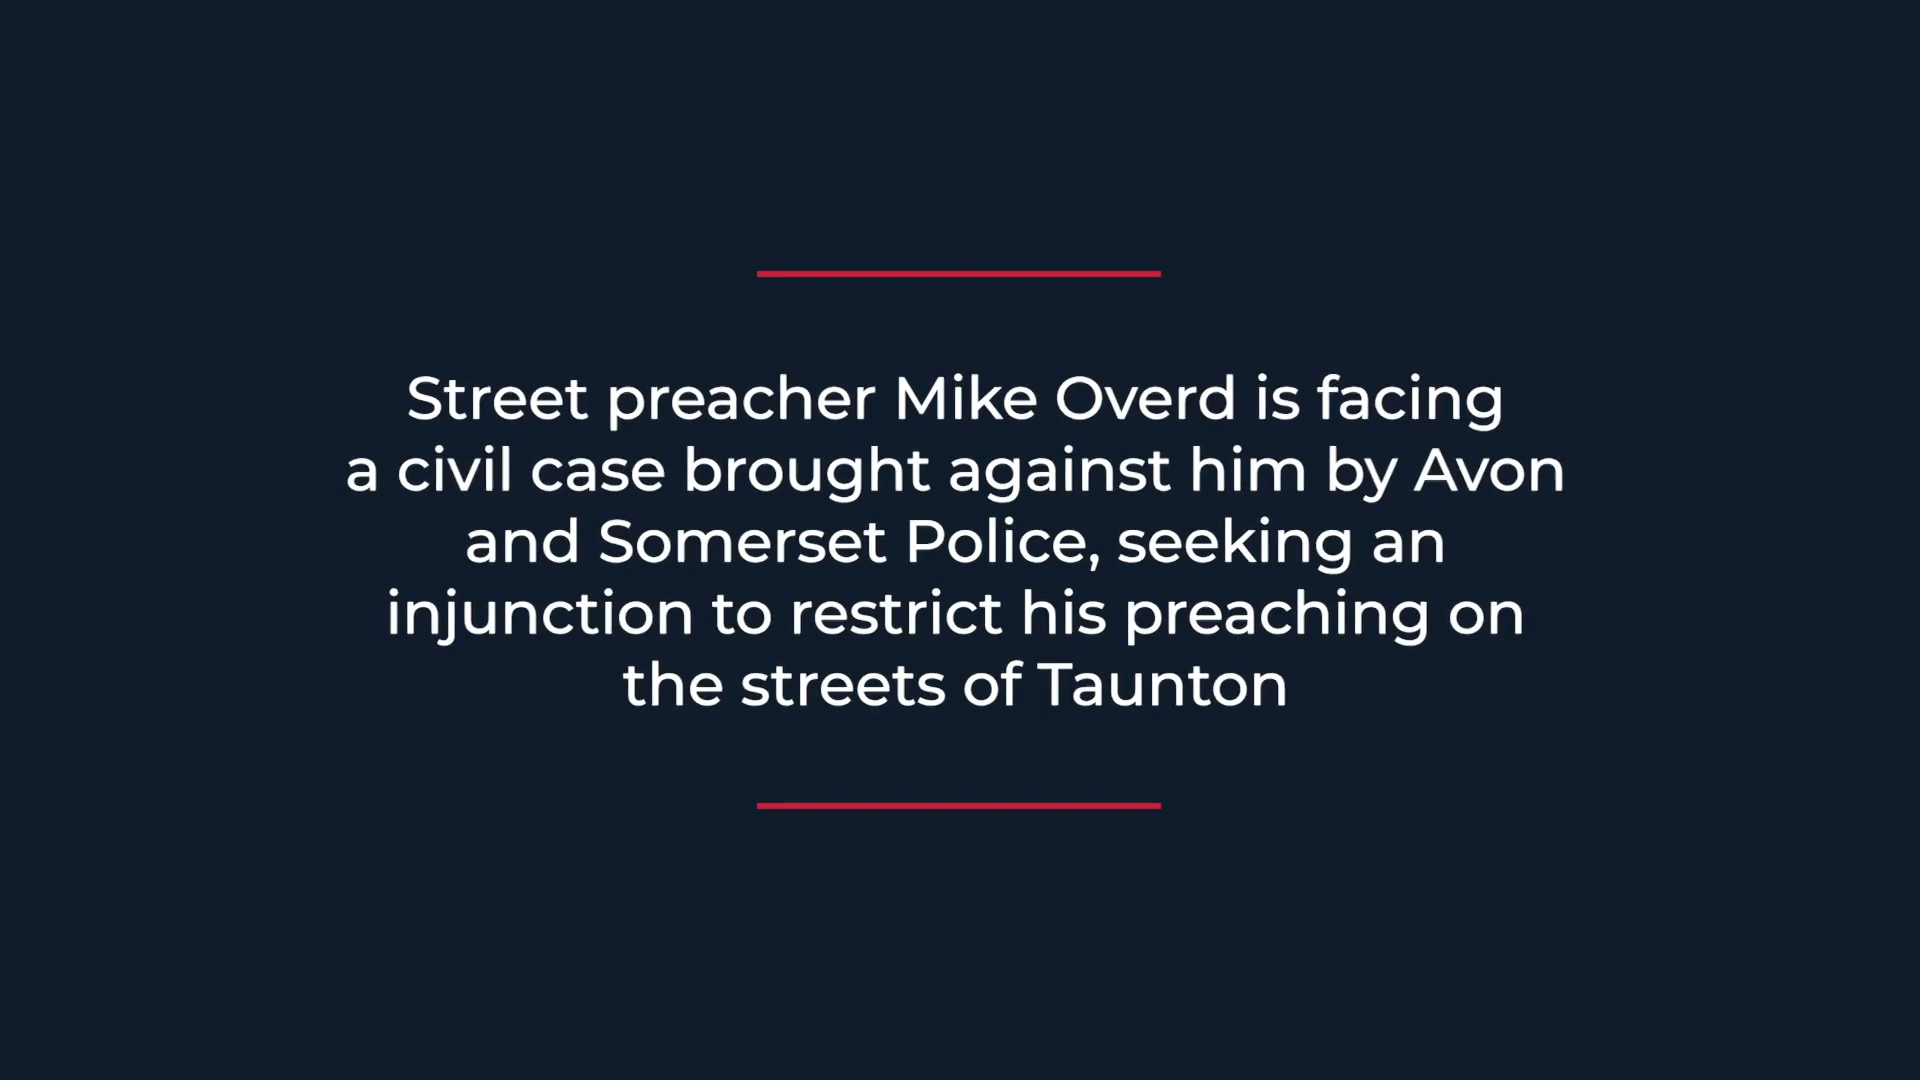 Street preacher Mike Overd is facing
a civil case brought against him by Avon
and Somerset Police, seeking an
injunction to restrict his preaching on
the streets of Taunton